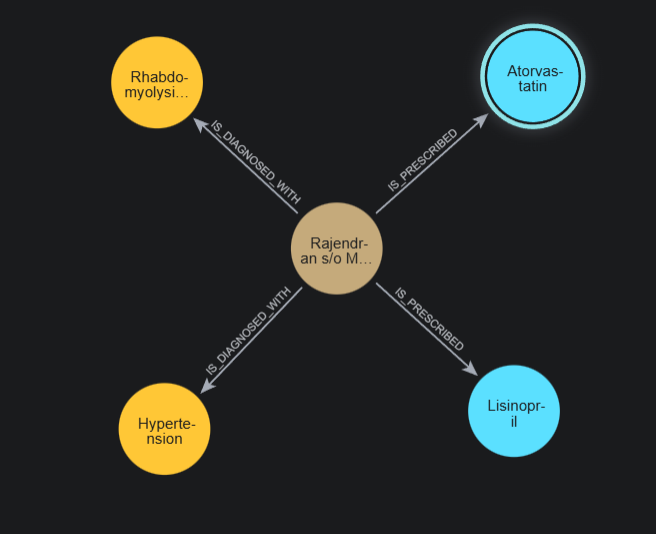 Rhabdo-
myolysi...
Atorvas-
tatin
IS_DIAGNOSED_WITH
IS_PRESCRIBED
Rajendr-
an s/o M...
IS_DIAGNOSED_WITH
IS_PRESCRIBED
Hyperte-
nsion
Lisinopr-
il